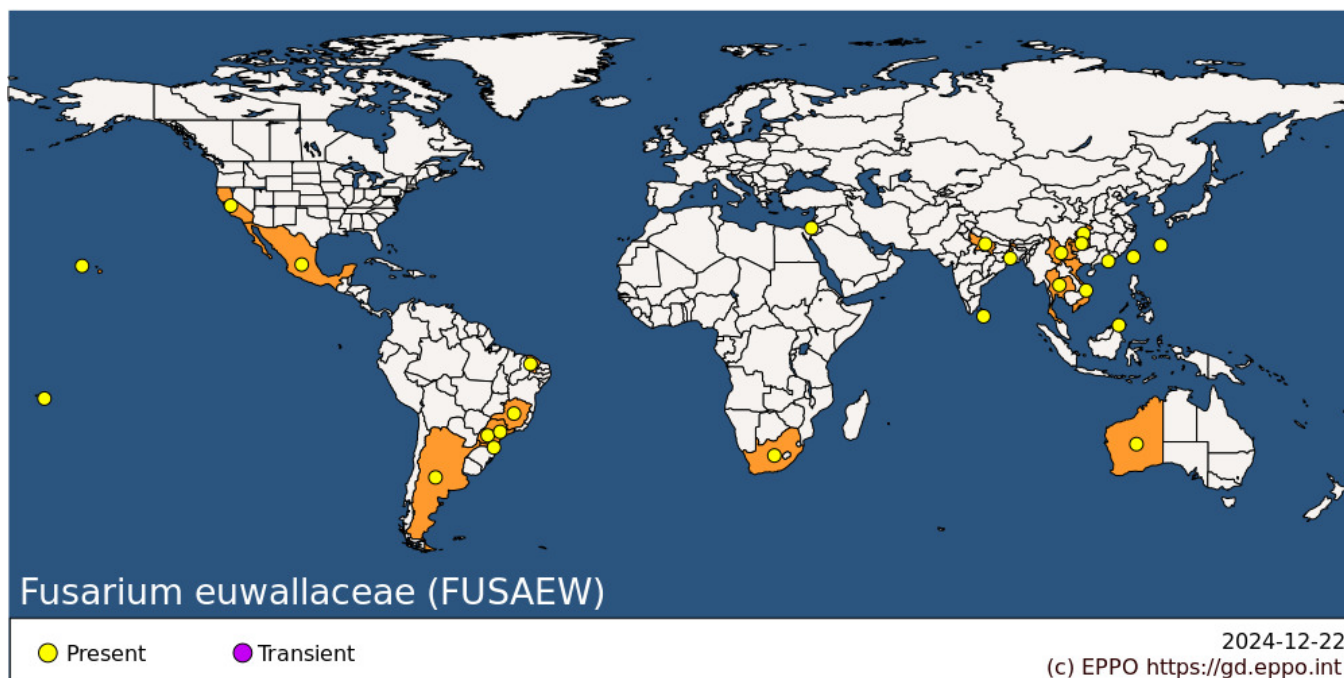 Fusarium euwallaceae (FUSAEW)
Present
Transient
2024-12-22
(c) EPPO https://gd.eppo.int